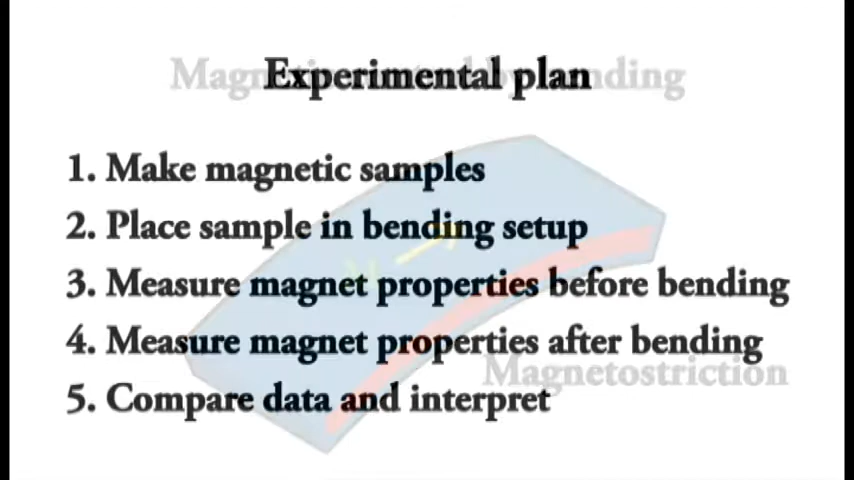 Experimental plan
1. Make magnetic samples
2. Place sample in bending setup
3. Measure magnet properties before bending
4. Measure magnet properties after bending
Magnetostriction
5. Compare data and interpret